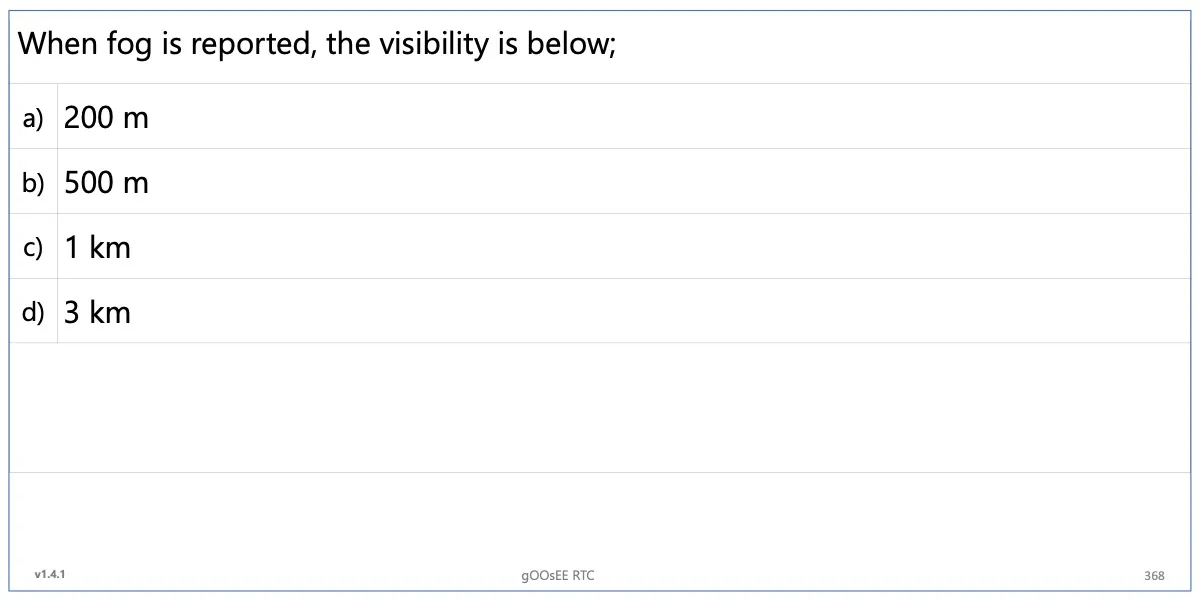 When fog is reported, the visibility is below;
a) 200 m
b) 500 m
c) 1 km
d) 3 km
v1.4.1 gOOsEE RTC 368